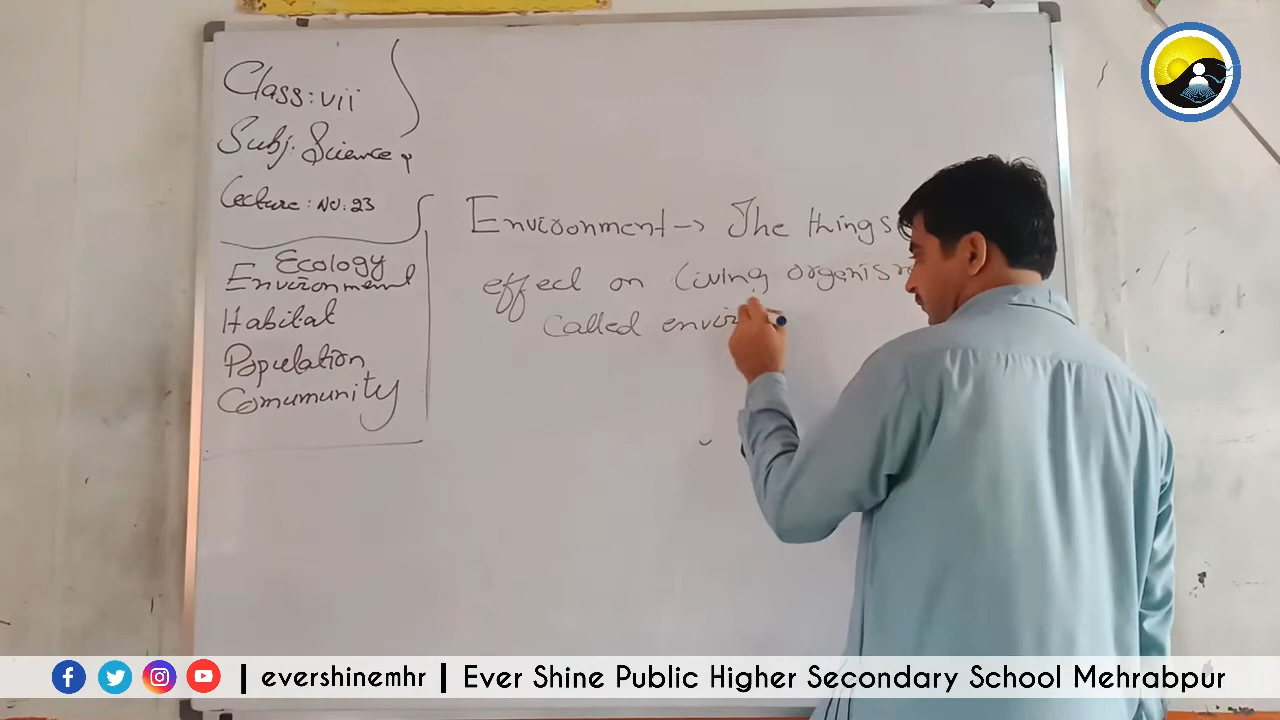 Class: vii
Subj. Science
Lecture: No: 23
Ecology
Environment
Habitat
Population
Comumunity
Environment → The things
effect on living organism
called envir
| evershinemhr | Ever Shine Public Higher Secondary School Mehrabpur